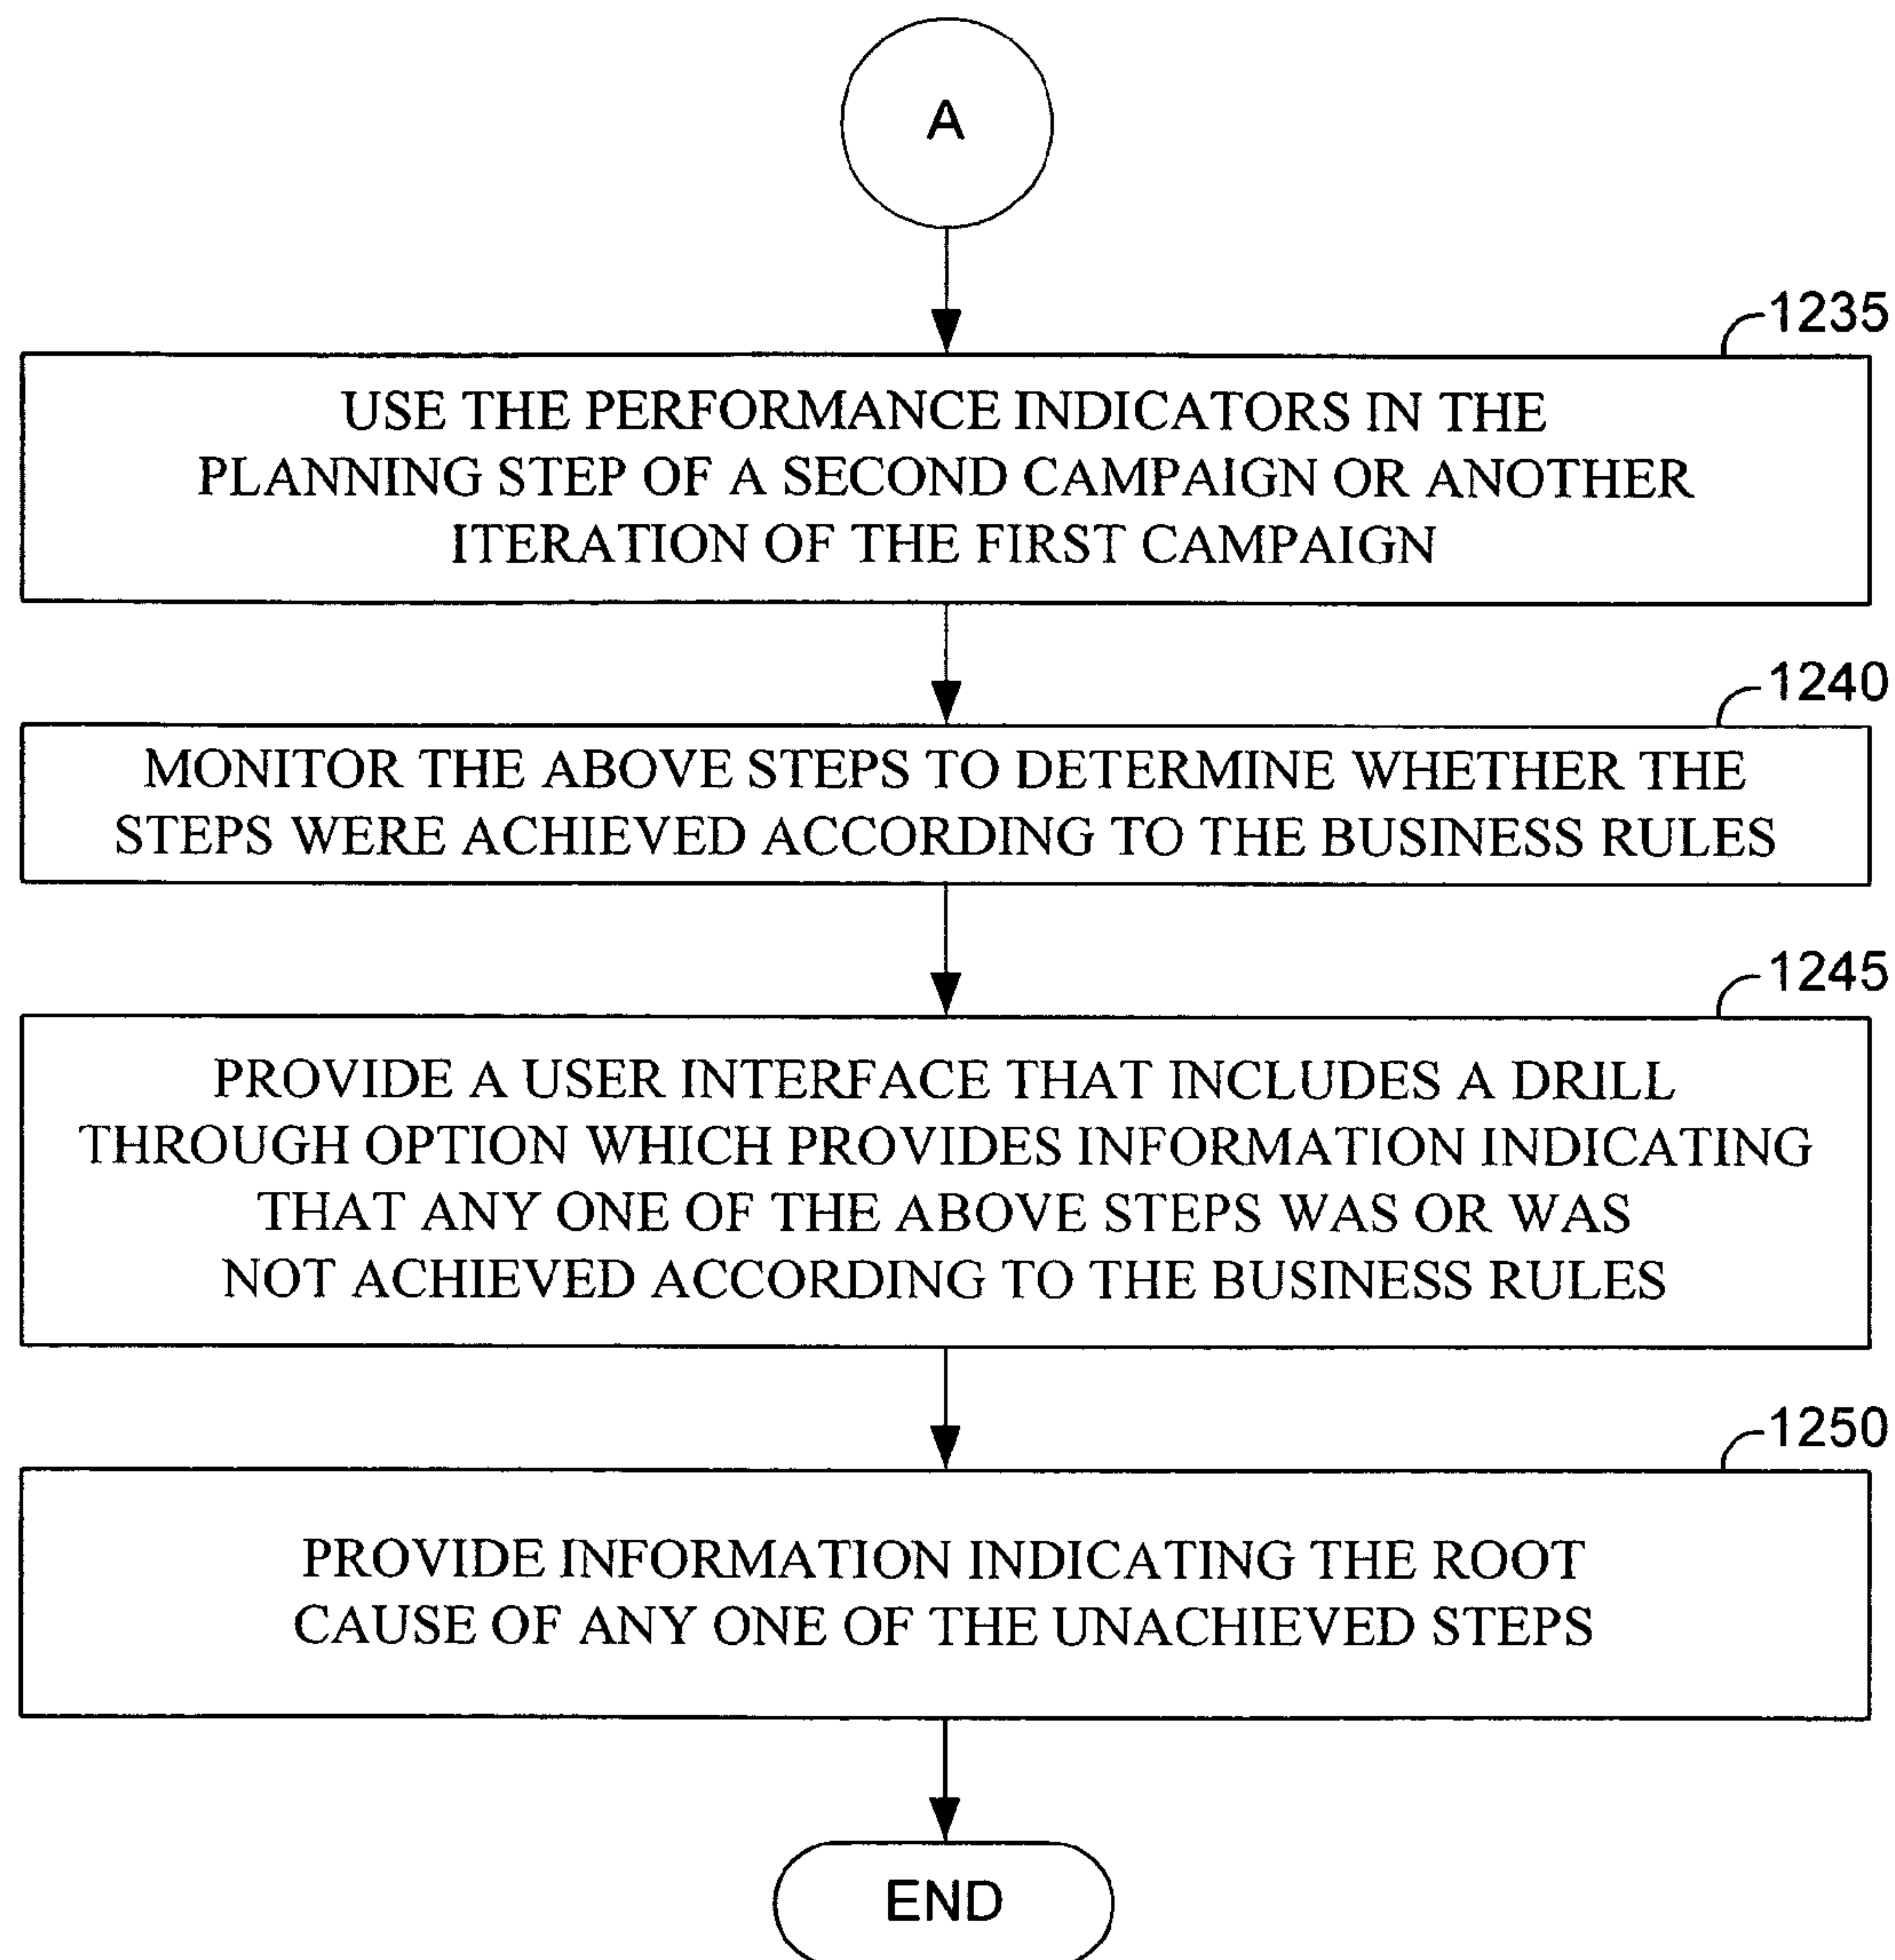 A
1235
USE THE PERFORMANCE INDICATORS IN THE
PLANNING STEP OF A SECOND CAMPAIGN OR ANOTHER
ITERATION OF THE FIRST CAMPAIGN
1240
MONITOR THE ABOVE STEPS TO DETERMINE WHETHER THE
STEPS WERE ACHIEVED ACCORDING TO THE BUSINESS RULES
1245
PROVIDE A USER INTERFACE THAT INCLUDES A DRILL
THROUGH OPTION WHICH PROVIDES INFORMATION INDICATING
THAT ANY ONE OF THE ABOVE STEPS WAS OR WAS
NOT ACHIEVED ACCORDING TO THE BUSINESS RULES
1250
PROVIDE INFORMATION INDICATING THE ROOT
CAUSE OF ANY ONE OF THE UNACHIEVED STEPS
END